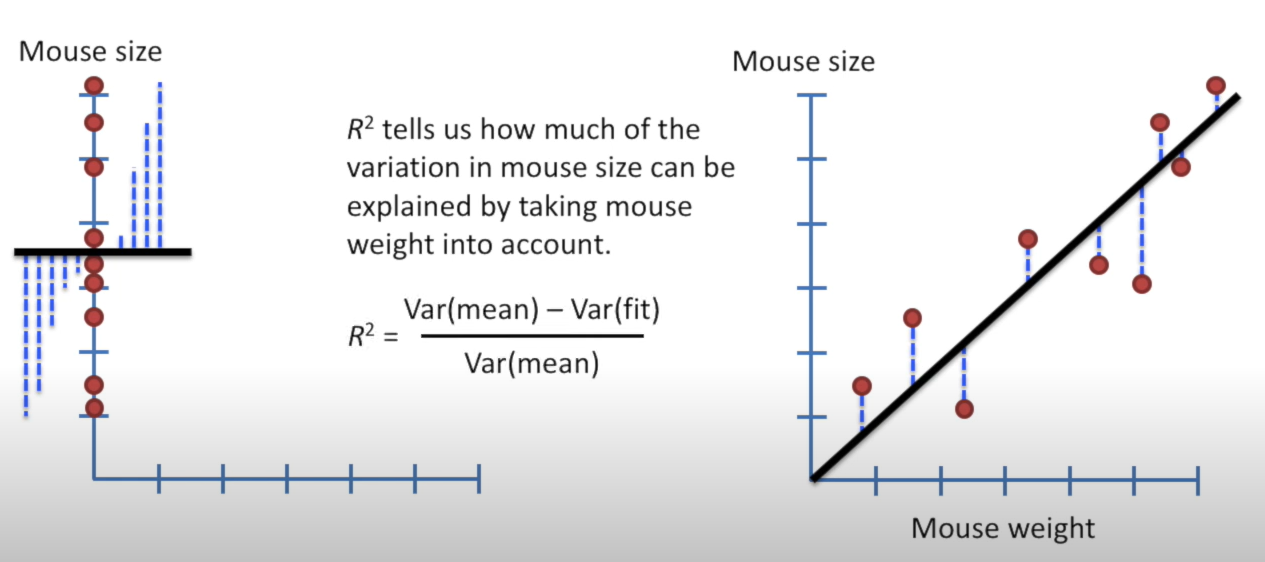 Mouse size
R² tells us how much of the
variation in mouse size can be
explained by taking mouse
weight into account.
R² = Var(mean) – Var(fit)
Var(mean)
Mouse size
Mouse weight